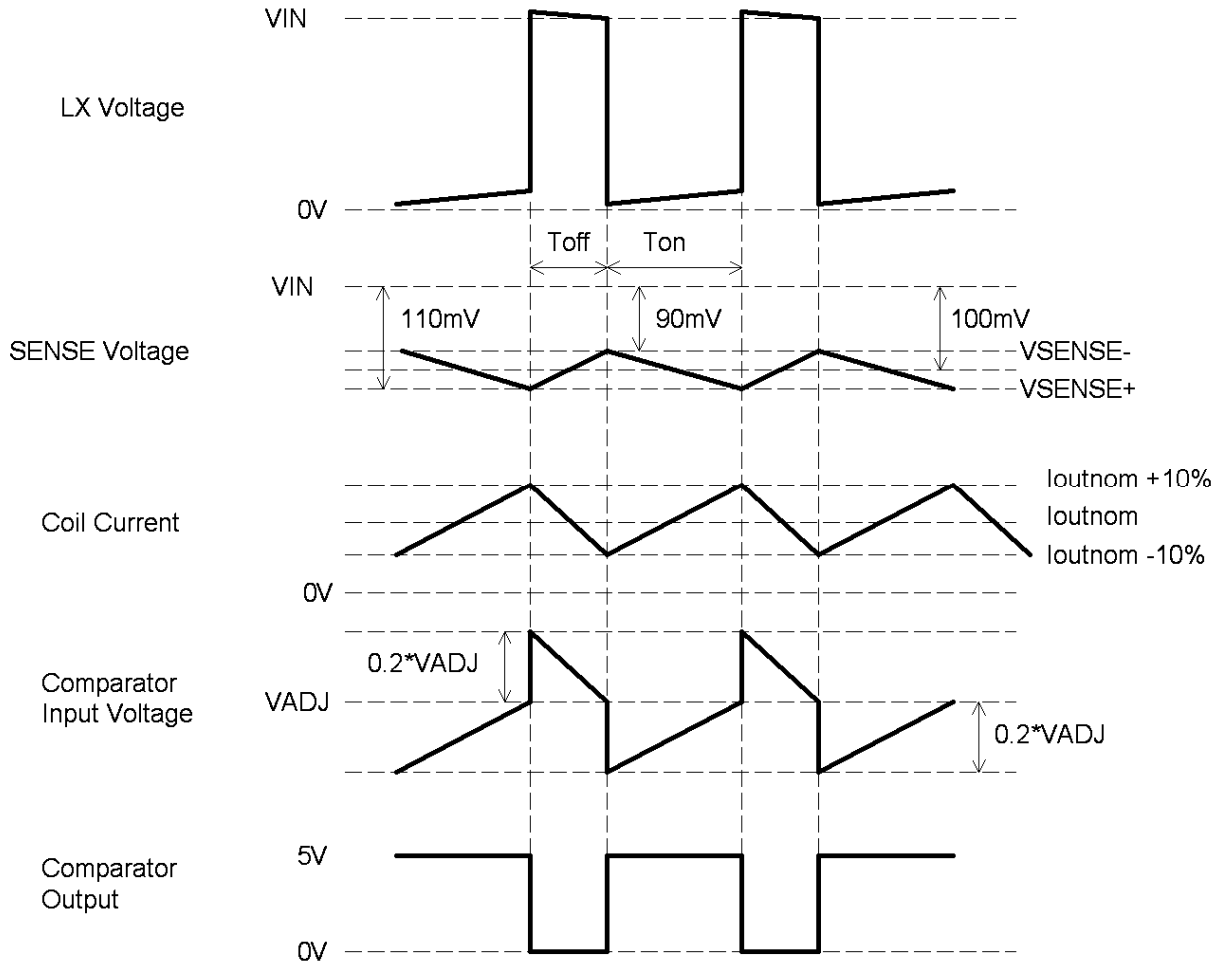 VIN
LX Voltage
0V
Toff
Ton
VIN
110mV
90mV
100mV
SENSE Voltage
VSENSE-
VSENSE+
Ioutnom +10%
Coil Current
Ioutnom
Ioutnom -10%
0V
0.2*VADJ
Comparator
Input Voltage
VADJ
0.2*VADJ
5V
Comparator
Output
0V